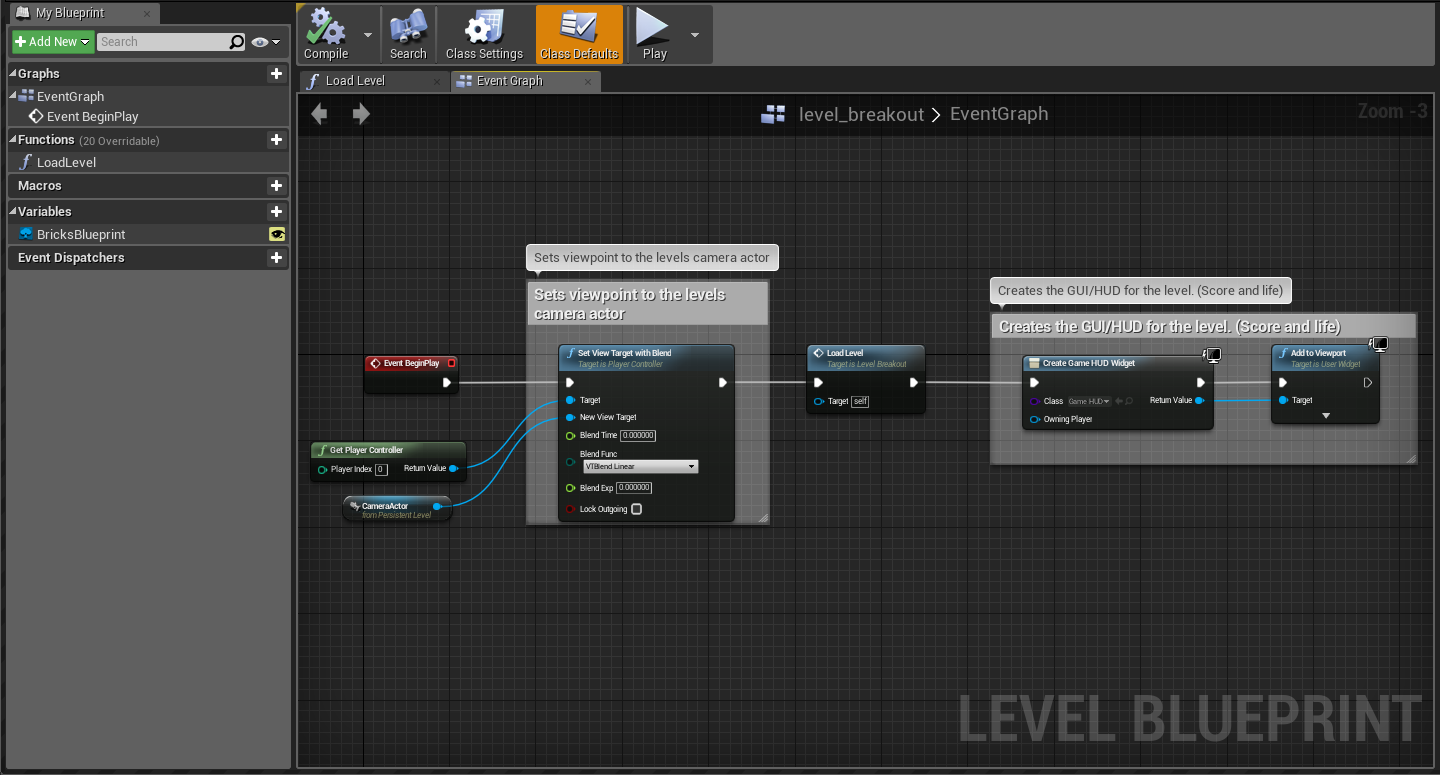 My Blueprint
Add New
Search
Graphs
EventGraph
Event BeginPlay
Functions (20 Overridable)
LoadLevel
Macros
Variables
BricksBlueprint
Event Dispatchers
Compile
Search
Class Settings
Class Defaults
Play
Load Level
Event Graph
level_breakout > EventGraph
Zoom -3
Sets viewpoint to the levels camera actor
Sets viewpoint to the levels
camera actor
Creates the GUI/HUD for the level. (Score and life)
Creates the GUI/HUD for the level. (Score and life)
Event BeginPlay
Get Player Controller
Player Index 0 Return Value
CameraActor
from Persistent Level
Set View Target with Blend
Target is Player Controller
Target
New View Target
Blend Time 0.000000
Blend Func
VTBlend Linear
Blend Exp 0.000000
Lock Outgoing
Load Level
Target is Level Breakout
Target self
Create Game HUD Widget
Class Game HUD Return Value
Owning Player
Add to Viewport
Target is User Widget
Target
LEVEL BLUEPRINT